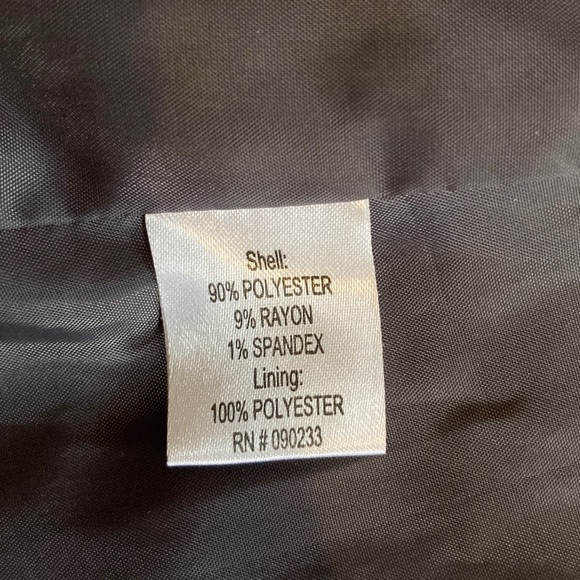 Shell:
90% POLYESTER
9% RAYON
1% SPANDEX
Lining:
100% POLYESTER
RN # 090233